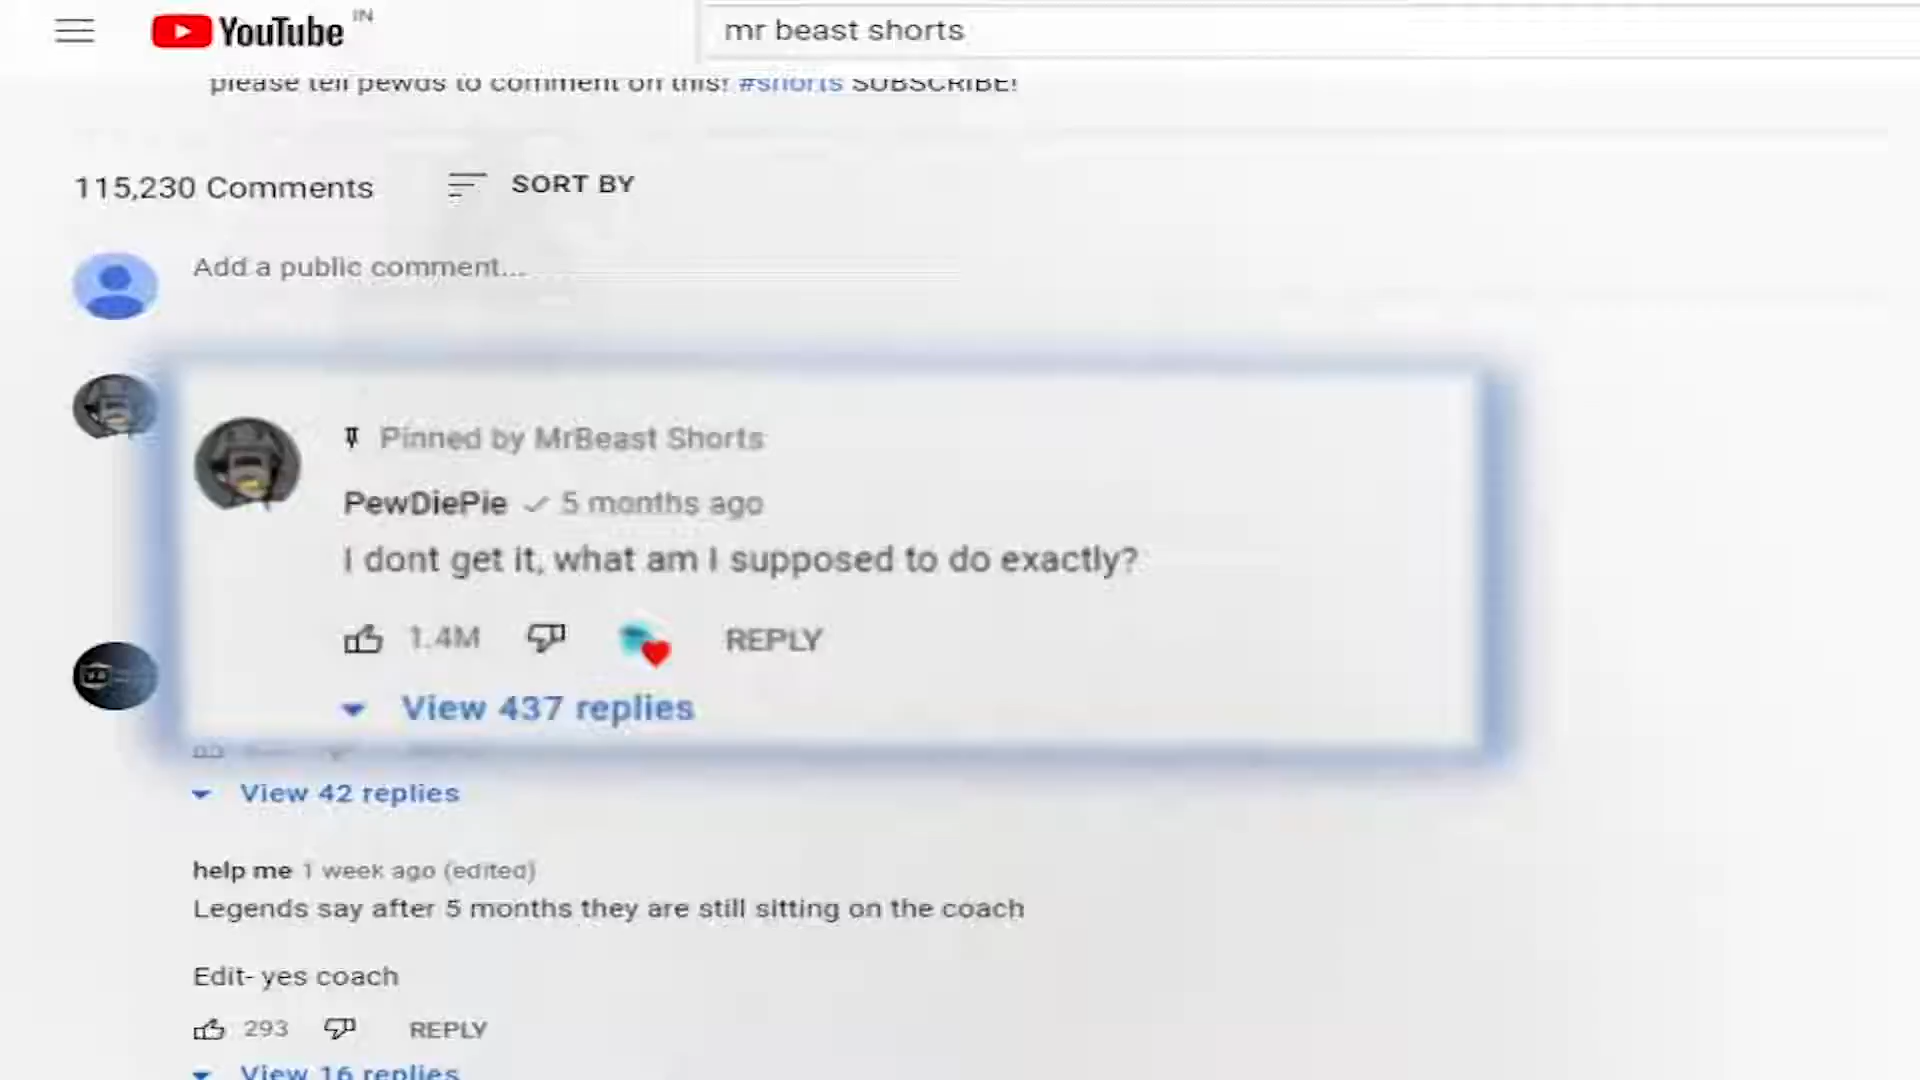 YouTube IN
mr beast shorts
please tell pewds to comment on this! #shorts SUBSCRIBE!
115,230 Comments
SORT BY
Add a public comment...
Pinned by MrBeast Shorts
PewDiePie 5 months ago
I dont get it, what am I supposed to do exactly?
1.4M
REPLY
View 437 replies
View 42 replies
help me 1 week ago (edited)
Legends say after 5 months they are still sitting on the coach
Edit- yes coach
293
REPLY
View 16 replies